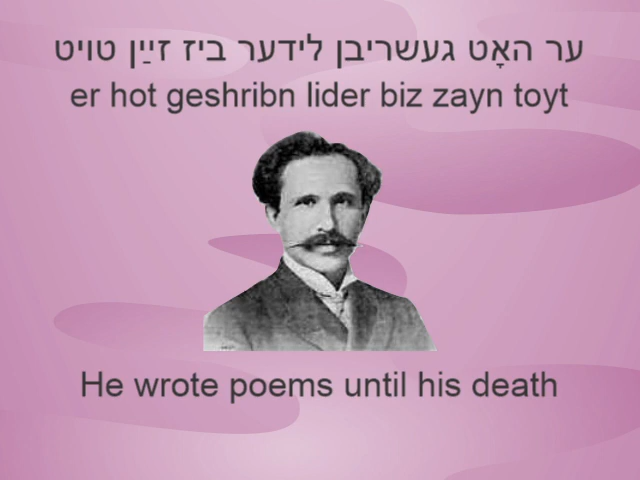 ער האָט געשריבן לידער ביז זײַן טויט
er hot geshribn lider biz zayn toyt
He wrote poems until his death